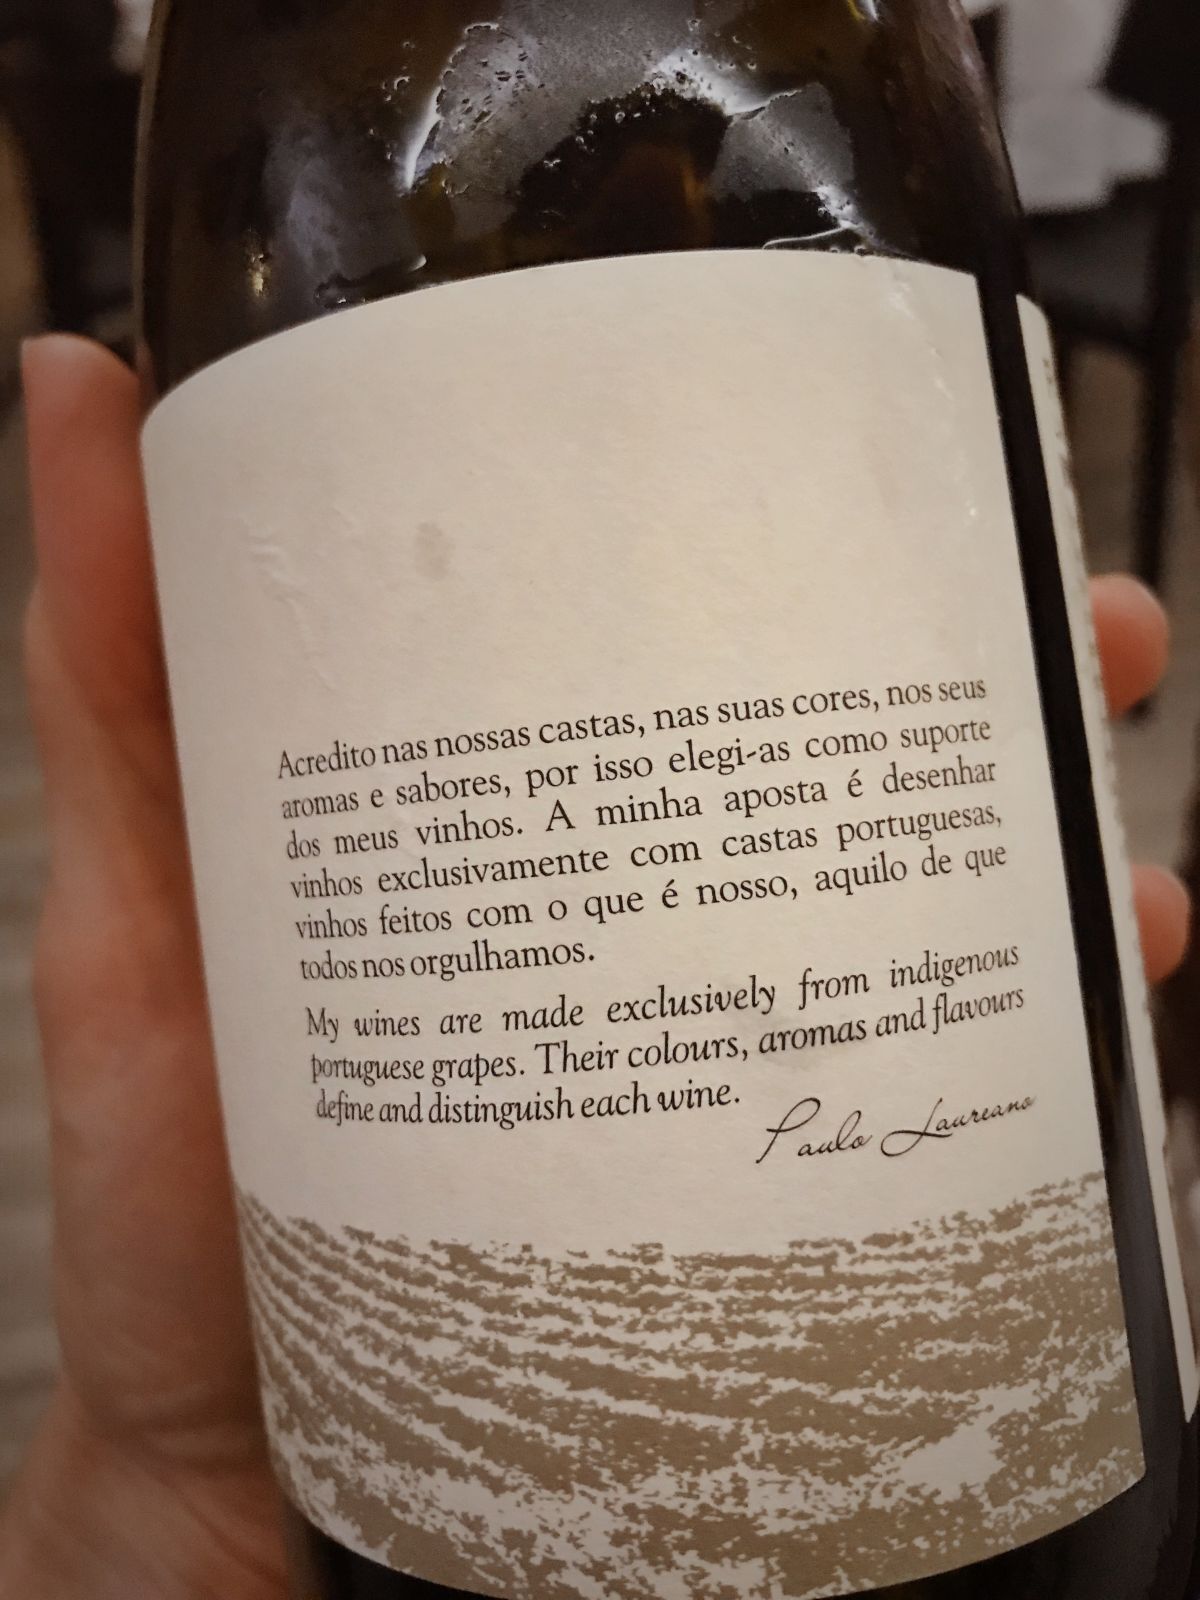 Acredito nas nossas castas, nas suas cores, nos seus
aromas e sabores, por isso elegi-as como suporte
dos meus vinhos. A minha aposta é desenhar
vinhos exclusivamente com castas portuguesas,
vinhos feitos com o que é nosso, aquilo de que
todos nos orgulhamos.
My wines are made exclusively from indigenous
portuguese grapes. Their colours, aromas and flavours
define and distinguish each wine.
Paulo Laureano